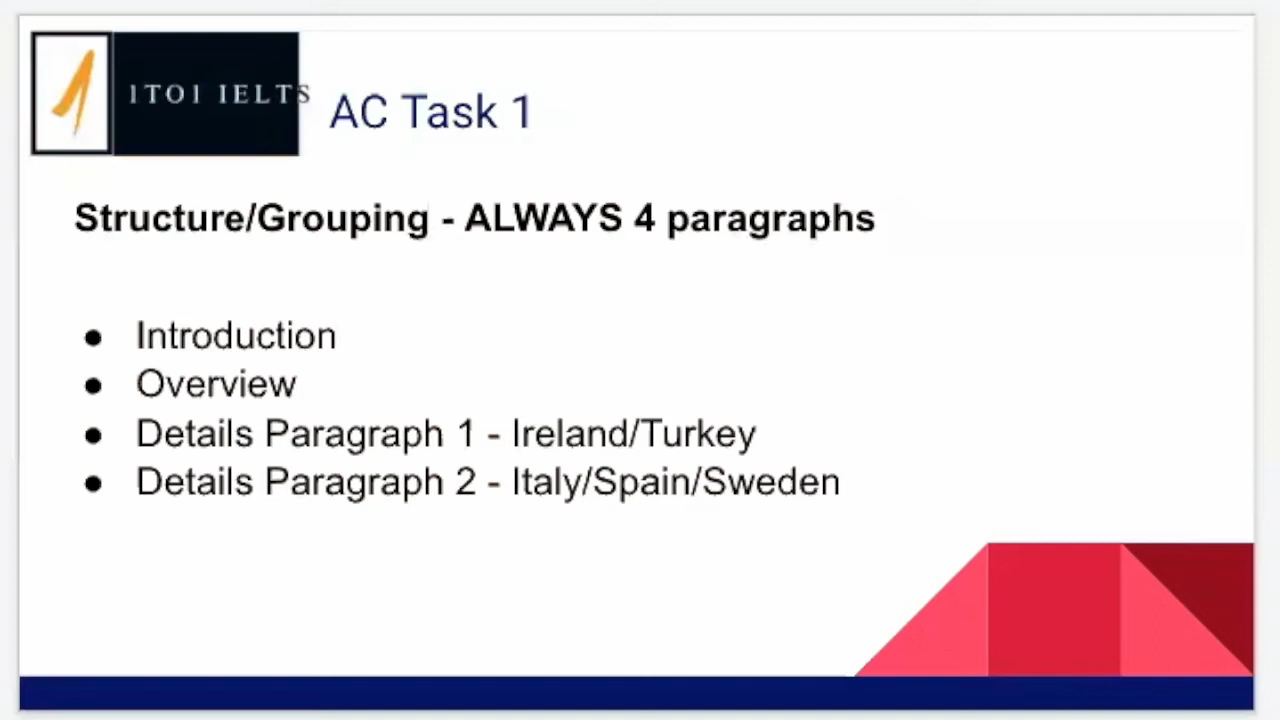 1TO1 IELTS
AC Task 1
Structure/Grouping - ALWAYS 4 paragraphs
● Introduction
● Overview
● Details Paragraph 1 - Ireland/Turkey
● Details Paragraph 2 - Italy/Spain/Sweden